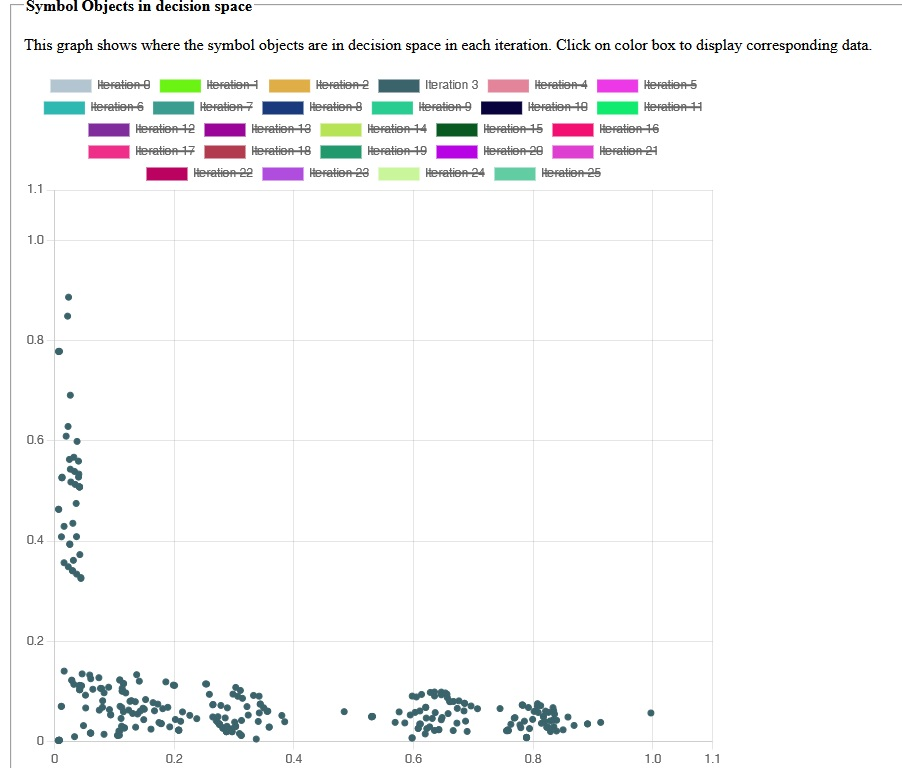 Symbol Objects in decision space
This graph shows where the symbol objects are in decision space in each iteration. Click on color box to display corresponding data.
Iteration 0 Iteration 1 Iteration 2 Iteration 3 Iteration 4 Iteration 5
Iteration 6 Iteration 7 Iteration 8 Iteration 9 Iteration 10 Iteration 11
Iteration 12 Iteration 13 Iteration 14 Iteration 15 Iteration 16
Iteration 17 Iteration 18 Iteration 19 Iteration 20 Iteration 21
Iteration 22 Iteration 23 Iteration 24 Iteration 25
1.1
1.0
0.8
0.6
0.4
0.2
0
0 0.2 0.4 0.6 0.8 1.0 1.1